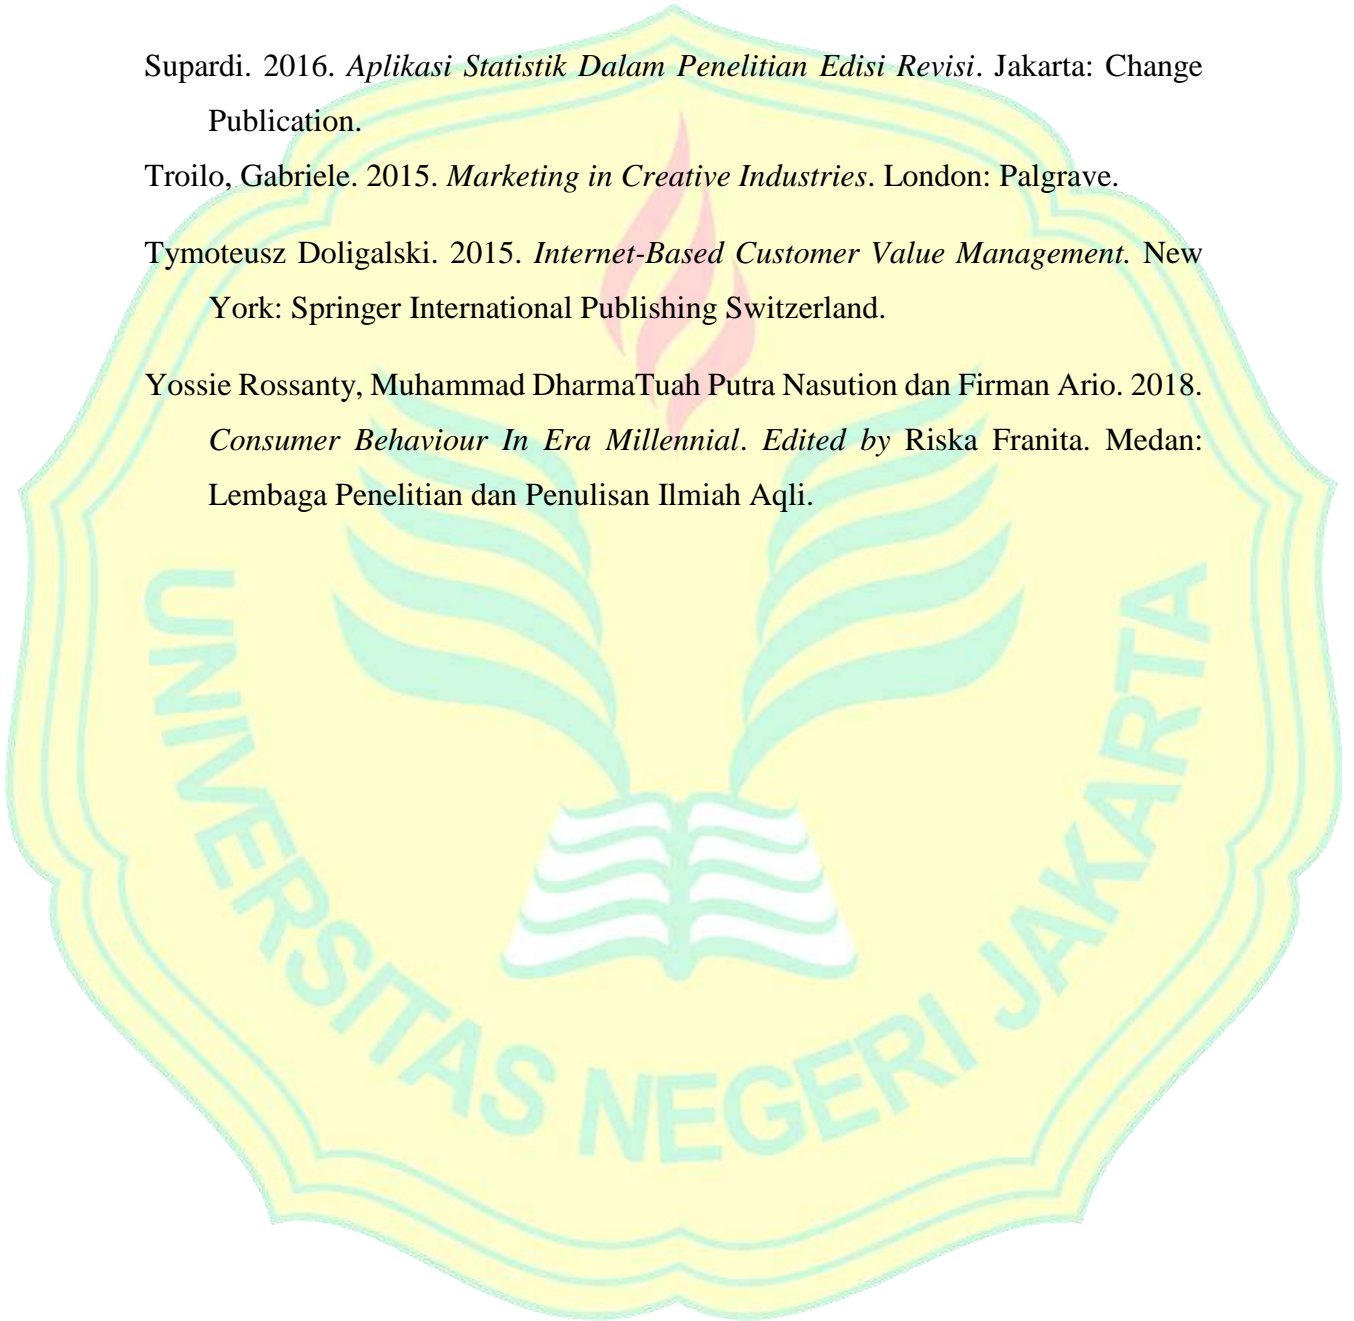 Supardi. 2016. Aplikasi Statistik Dalam Penelitian Edisi Revisi. Jakarta: Change
Publication.
Troilo, Gabriele. 2015. Marketing in Creative Industries. London: Palgrave.
Tymoteusz Doligalski. 2015. Internet-Based Customer Value Management. New
York: Springer International Publishing Switzerland.
Yossie Rossanty, Muhammad DharmaTuah Putra Nasution dan Firman Ario. 2018.
Consumer Behaviour In Era Millennial. Edited by Riska Franita. Medan:
Lembaga Penelitian dan Penulisan Ilmiah Aqli.
UNIVERSITAS NEGERI JAKARTA